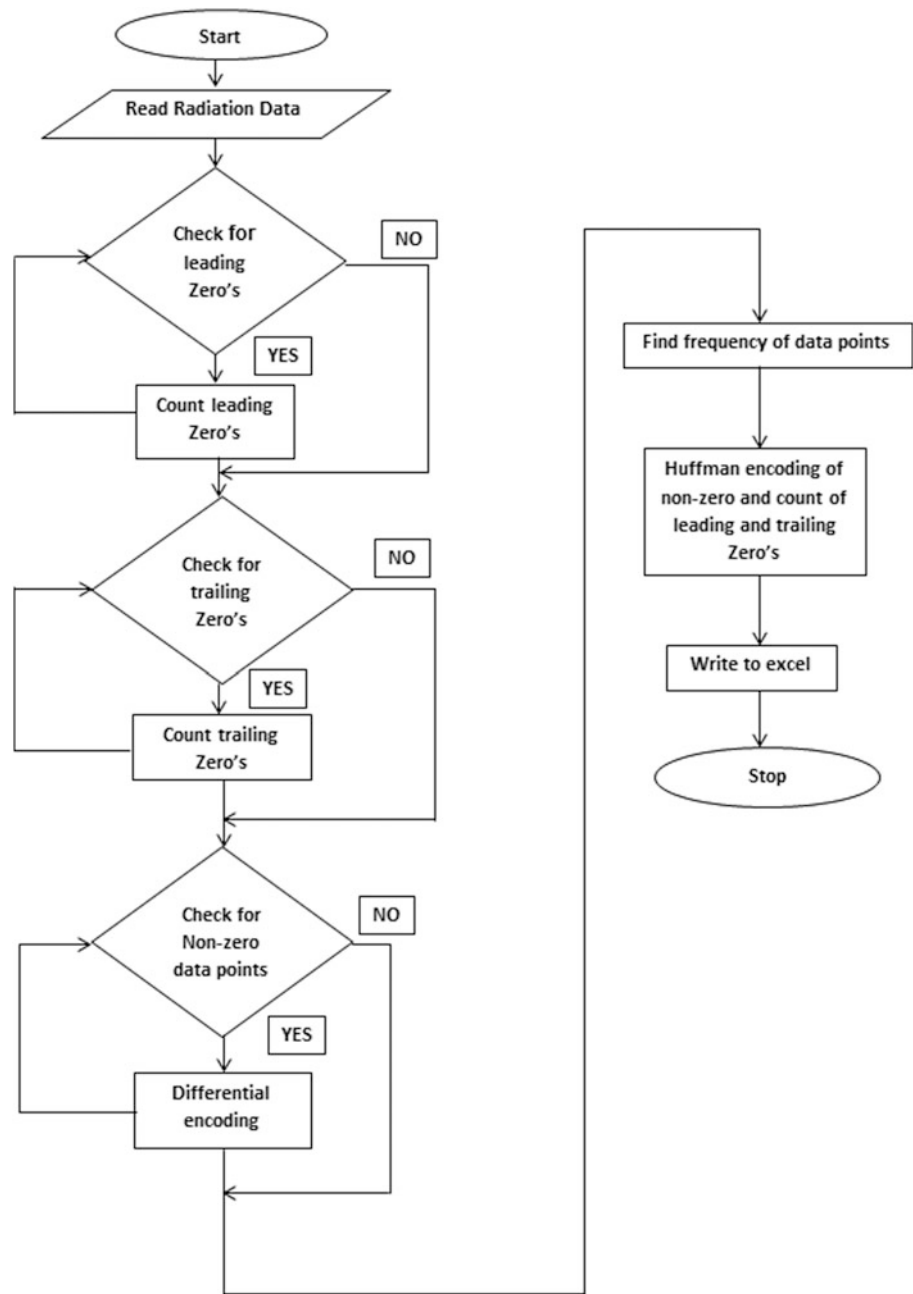 Start
Read Radiation Data
Check for
leading
Zero's
NO
YES
Count leading
Zero's
Check for
trailing
Zero's
NO
YES
Count trailing
Zero's
Check for
Non-zero
data points
NO
YES
Differential
encoding
Find frequency of data points
Huffman encoding of
non-zero and count of
leading and trailing
Zero's
Write to excel
Stop